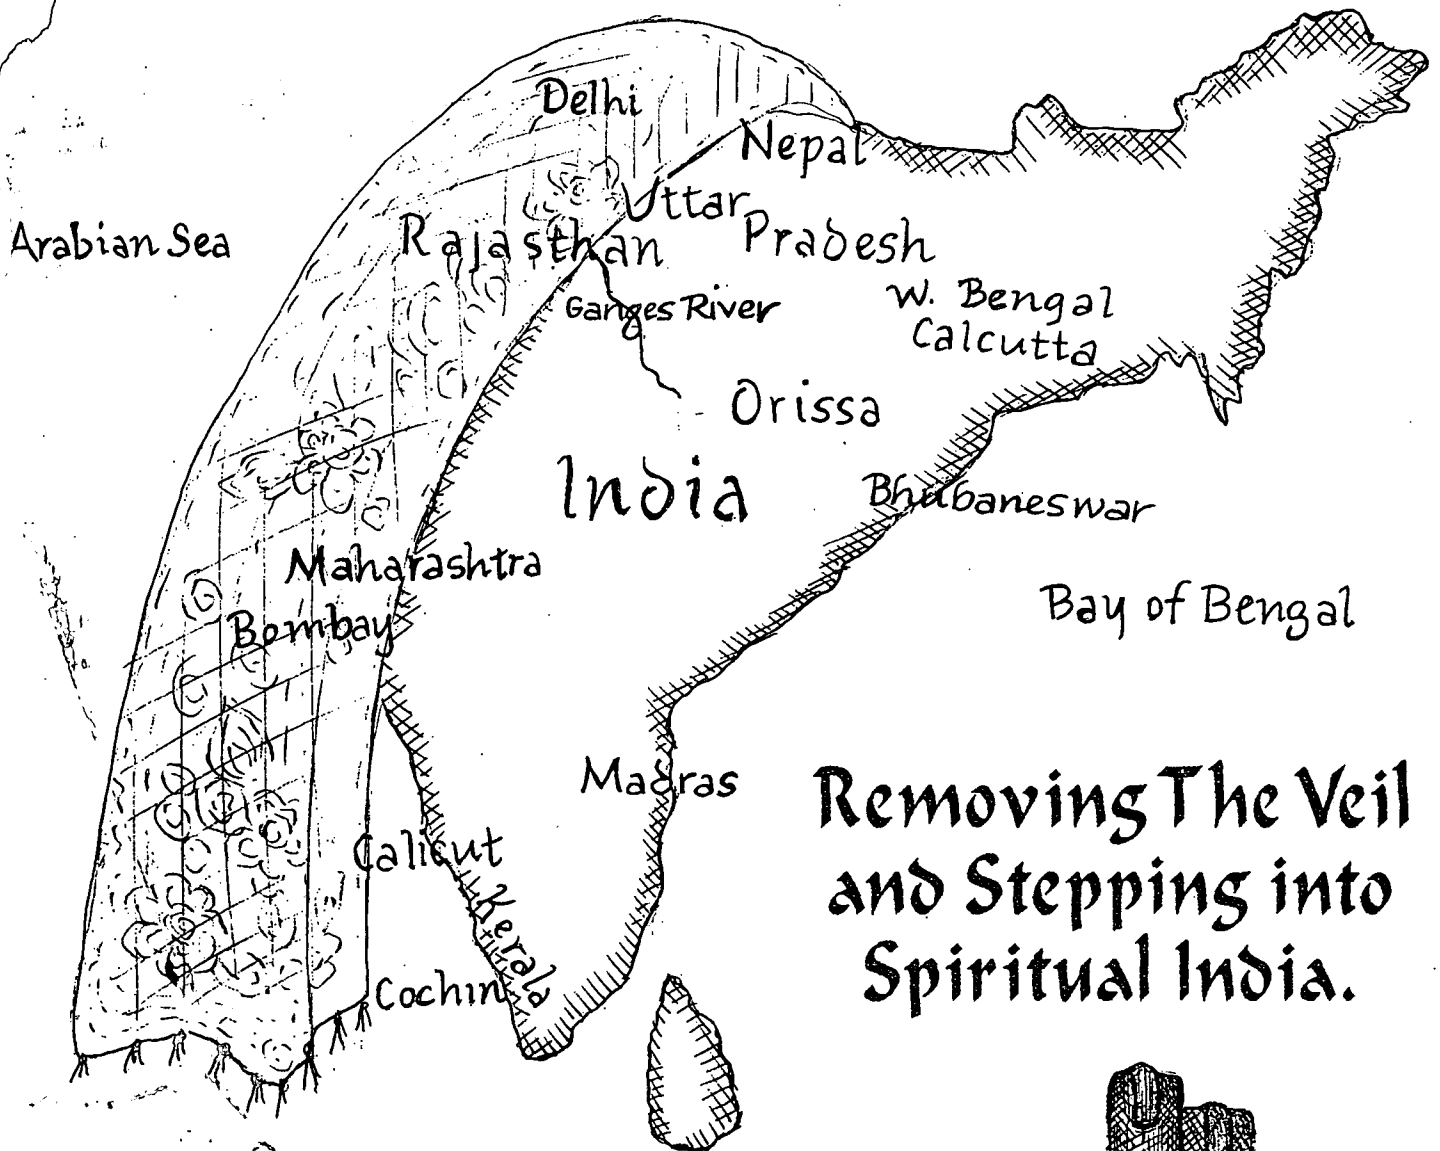 Delhi
Nepal
Uttar
Pradesh
Arabian Sea
Rajasthan
Ganges River
W. Bengal
Calcutta
Orissa
India
Bhubaneswar
Maharashtra
Bombay
Bay of Bengal
Madras
Removing The Veil
and Stepping into
Spiritual India.
Calicut
Kerala
Cochin